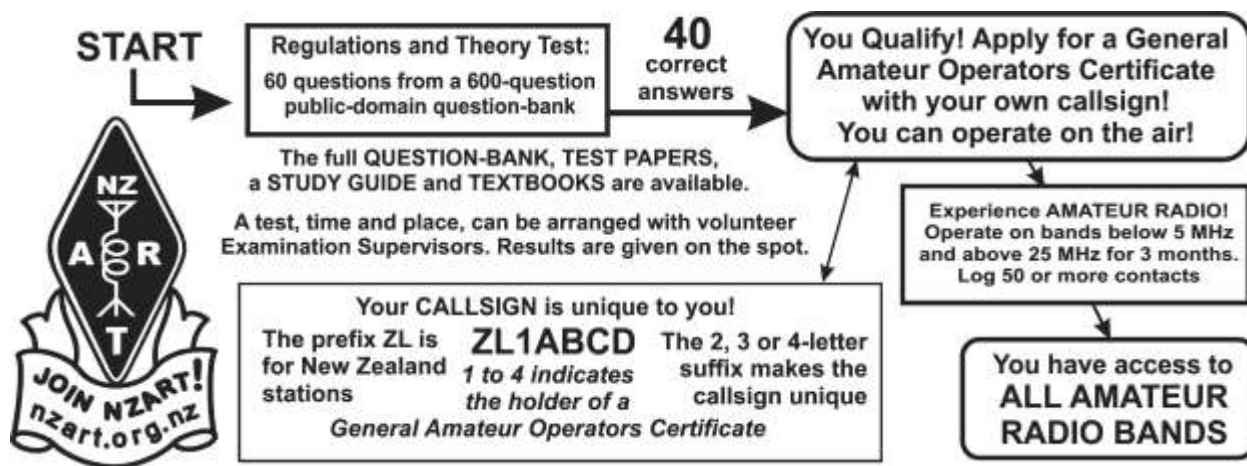 START
Regulations and Theory Test:
60 questions from a 600-question
public-domain question-bank
40
correct
answers
You Qualify! Apply for a General
Amateur Operators Certificate
with your own callsign!
You can operate on the air!
The full QUESTION-BANK, TEST PAPERS,
a STUDY GUIDE and TEXTBOOKS are available.
A test, time and place, can be arranged with volunteer
Examination Supervisors. Results are given on the spot.
Experience AMATEUR RADIO!
Operate on bands below 5 MHz
and above 25 MHz for 3 months.
Log 50 or more contacts
You have access to
ALL AMATEUR
RADIO BANDS
Your CALLSIGN is unique to you!
The prefix ZL is
for New Zealand
stations
ZL1ABCD
1 to 4 indicates
the holder of a
General Amateur Operators Certificate
The 2, 3 or 4-letter
suffix makes the
callsign unique
NZ
A R
T
JOIN NZART!
nzart.org.nz